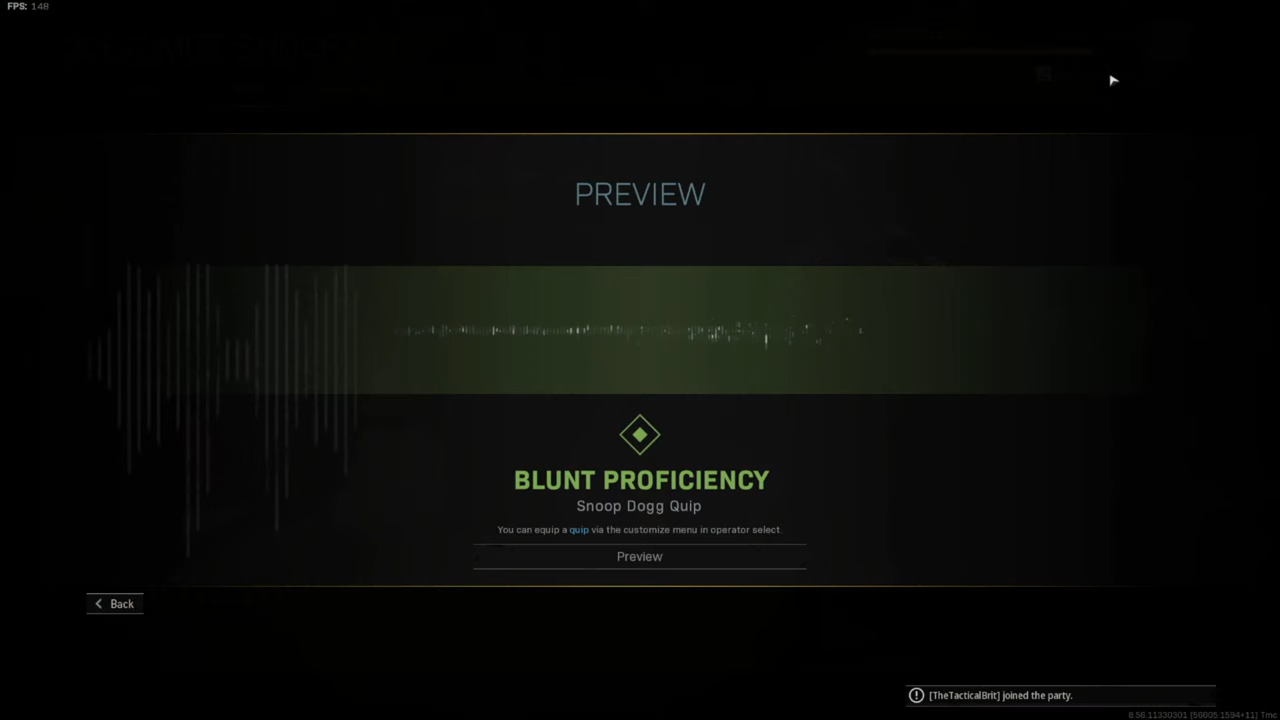 FPS: 148
PREVIEW
BLUNT PROFICIENCY
Snoop Dogg Quip
You can equip a quip via the customize menu in operator select.
Preview
Back
[TheTacticalBrit] joined the party.